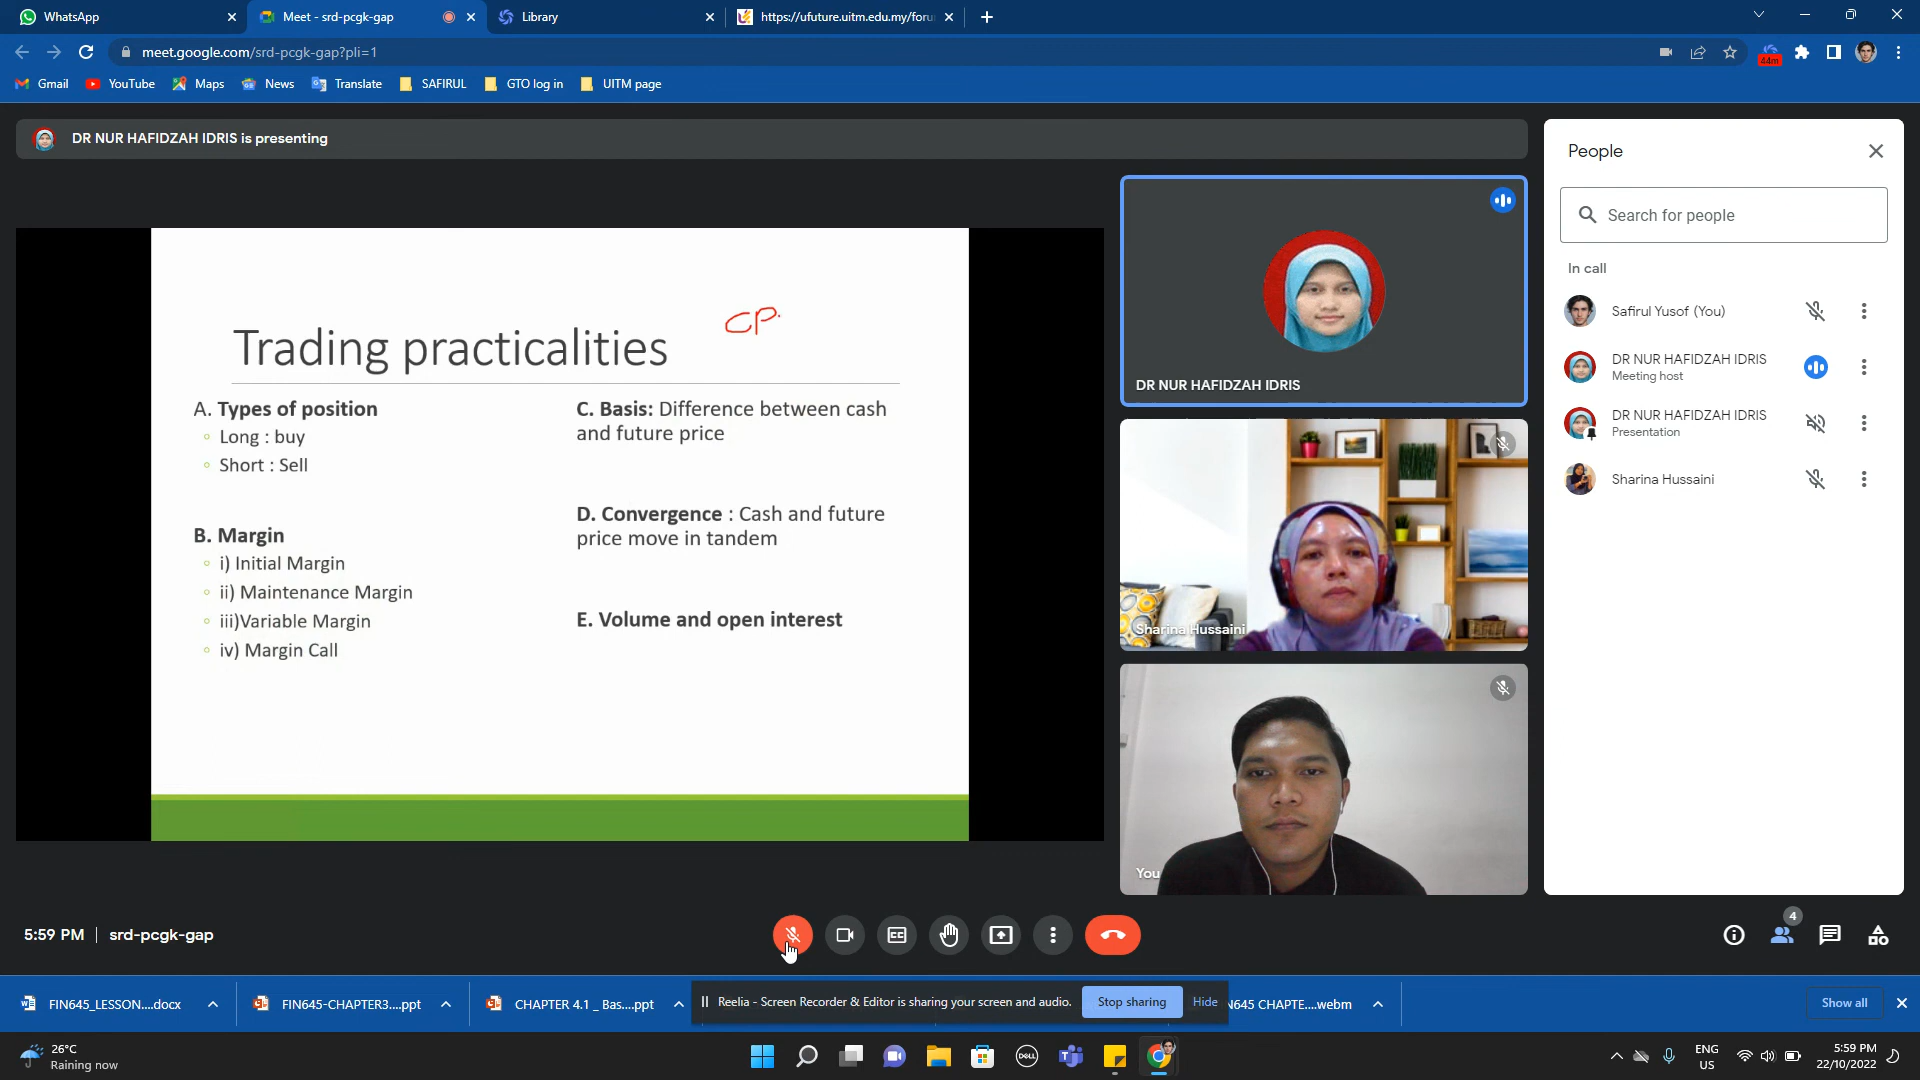 WhatsApp
Meet - srd-pcgk-gap
Library
https://ufuture.uitm.edu.my/foru
meet.google.com/srd-pcgk-gap?pli=1
44m
Gmail
YouTube
Maps
News
Translate
SAFIRUL
GTO log in
UITM page
DR NUR HAFIDZAH IDRIS is presenting
Trading practicalities
CP.
A. Types of position
Long : buy
Short : Sell
B. Margin
i) Initial Margin
ii) Maintenance Margin
iii)Variable Margin
iv) Margin Call
C. Basis: Difference between cash
and future price
D. Convergence : Cash and future
price move in tandem
E. Volume and open interest
DR NUR HAFIDZAH IDRIS
Sharina Hussaini
You
People
Search for people
In call
Safirul Yusof (You)
DR NUR HAFIDZAH IDRIS
Meeting host
DR NUR HAFIDZAH IDRIS
Presentation
Sharina Hussaini
5:59 PM | srd-pcgk-gap
4
FIN645_LESSON....docx
FIN645-CHAPTER3....ppt
CHAPTER 4.1 _ Bas....ppt
Reelia - Screen Recorder & Editor is sharing your screen and audio.
Stop sharing
Hide
N645 CHAPTE....webm
Show all
26°C
Raining now
DELL
ENG
US
5:59 PM
22/10/2022